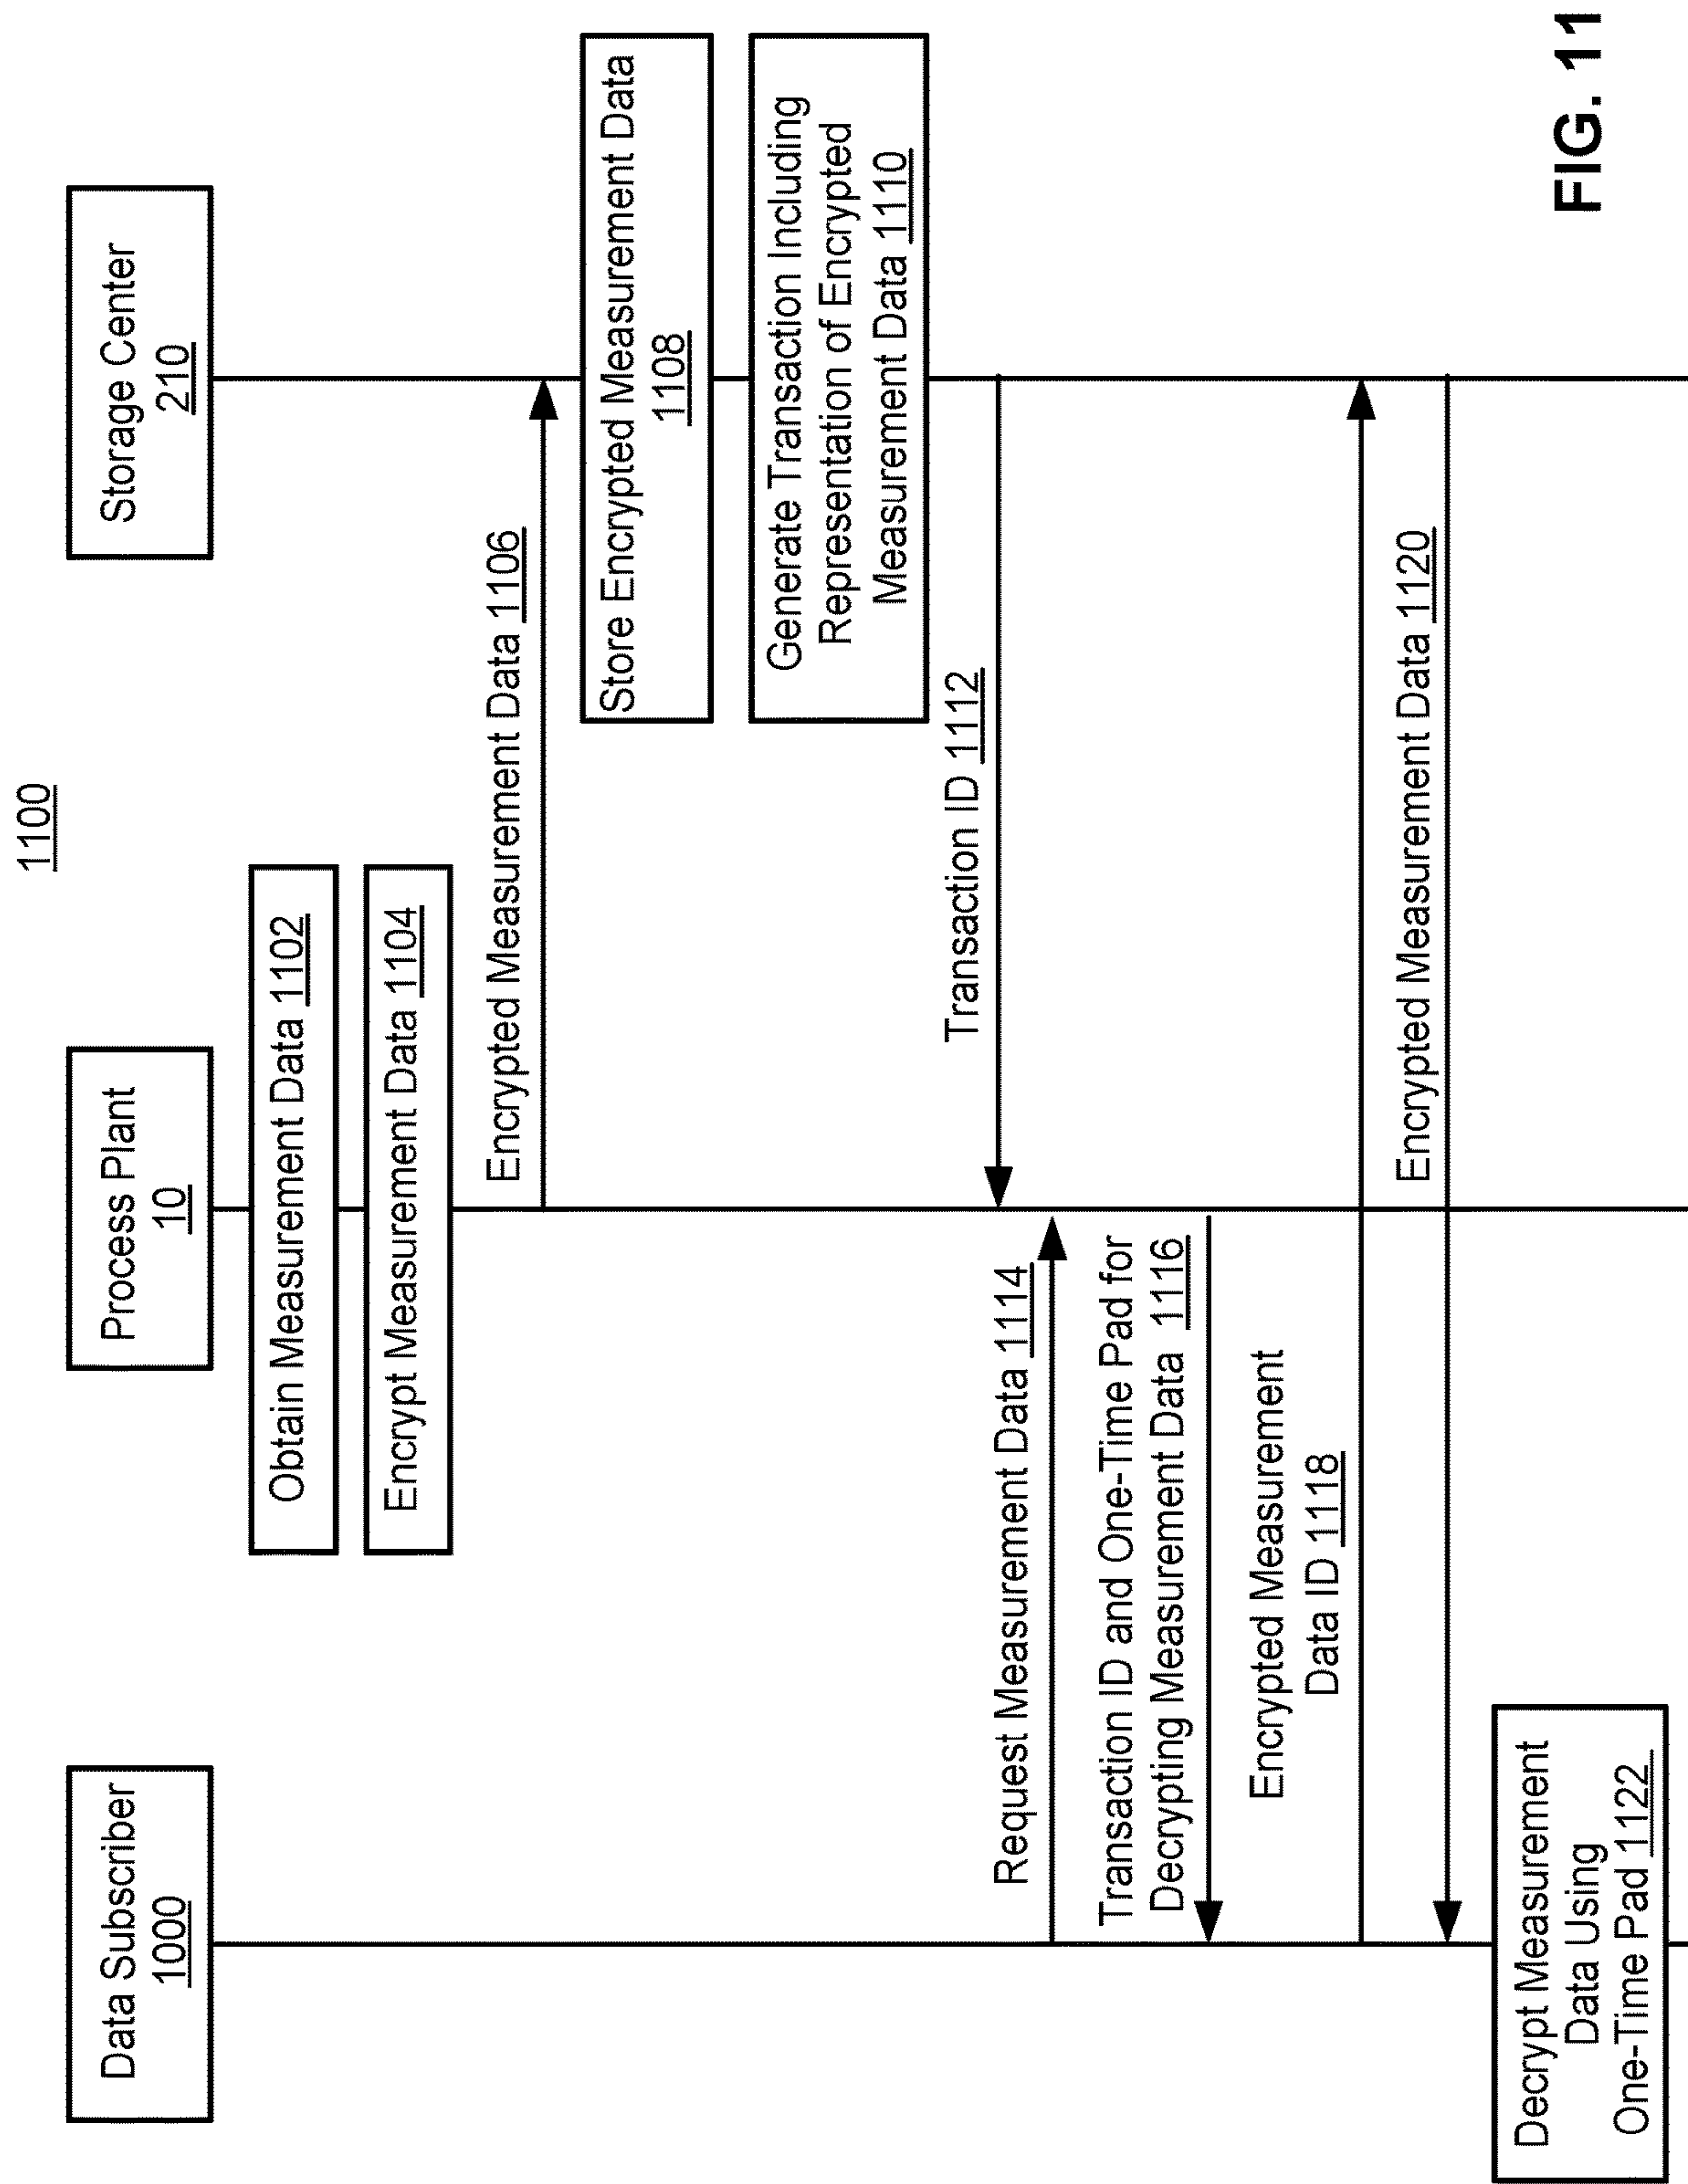 1100
Data Subscriber
1000
Process Plant
10
Storage Center
210
Obtain Measurement Data 1102
Encrypt Measurement Data 1104
Encrypted Measurement Data 1106
Store Encrypted Measurement Data
1108
Generate Transaction Including
Representation of Encrypted
Measurement Data 1110
Transaction ID 1112
Request Measurement Data 1114
Transaction ID and One-Time Pad for
Decrypting Measurement Data 1116
Encrypted Measurement
Data ID 1118
Encrypted Measurement Data 1120
Decrypt Measurement
Data Using
One-Time Pad 1122
FIG. 11